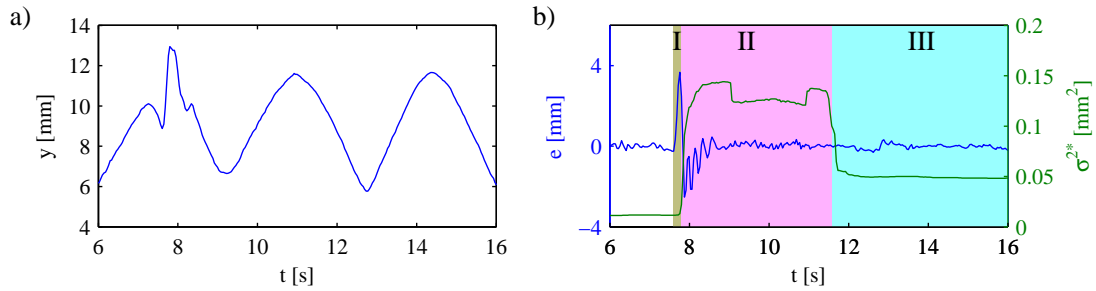 a)
14
12
10
8
6
4
y [mm]
6 8 10 12 14 16
t [s]
b)
I II III
4
0
−4
e [mm]
0.2
0.15
0.1
0.05
0
σ²* [mm²]
6 8 10 12 14 16
t [s]